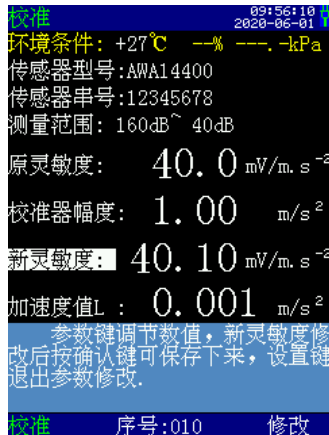 校准 09:56:10
2020-06-01
环境条件: +27℃ --% ---.-kPa
传感器型号:AWA14400
传感器串号:12345678
测量范围: 160dB~ 40dB
原灵敏度: 40.0 mV/m.s⁻²
校准器幅度: 1.00 m/s²
新灵敏度: 40.10 mV/m.s⁻²
加速度值L : 0.001 m/s²
参数键调节数值，新灵敏度修
改后按确认键可保存下来，设置键
退出参数修改.
校准 序号:010 修改